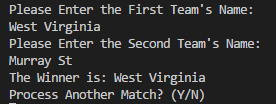 Please Enter the First Team's Name:
West Virginia
Please Enter the Second Team's Name:
Murray St
The Winner is: West Virginia
Process Another Match? (Y/N)